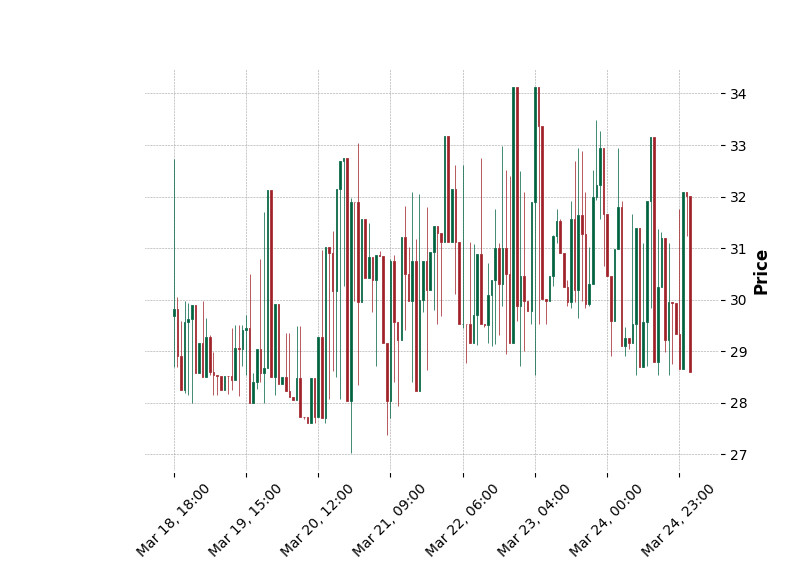 34
33
32
31
30
29
28
27
Price
Mar 18, 18:00
Mar 19, 15:00
Mar 20, 12:00
Mar 21, 09:00
Mar 22, 06:00
Mar 23, 04:00
Mar 24, 00:00
Mar 24, 23:00